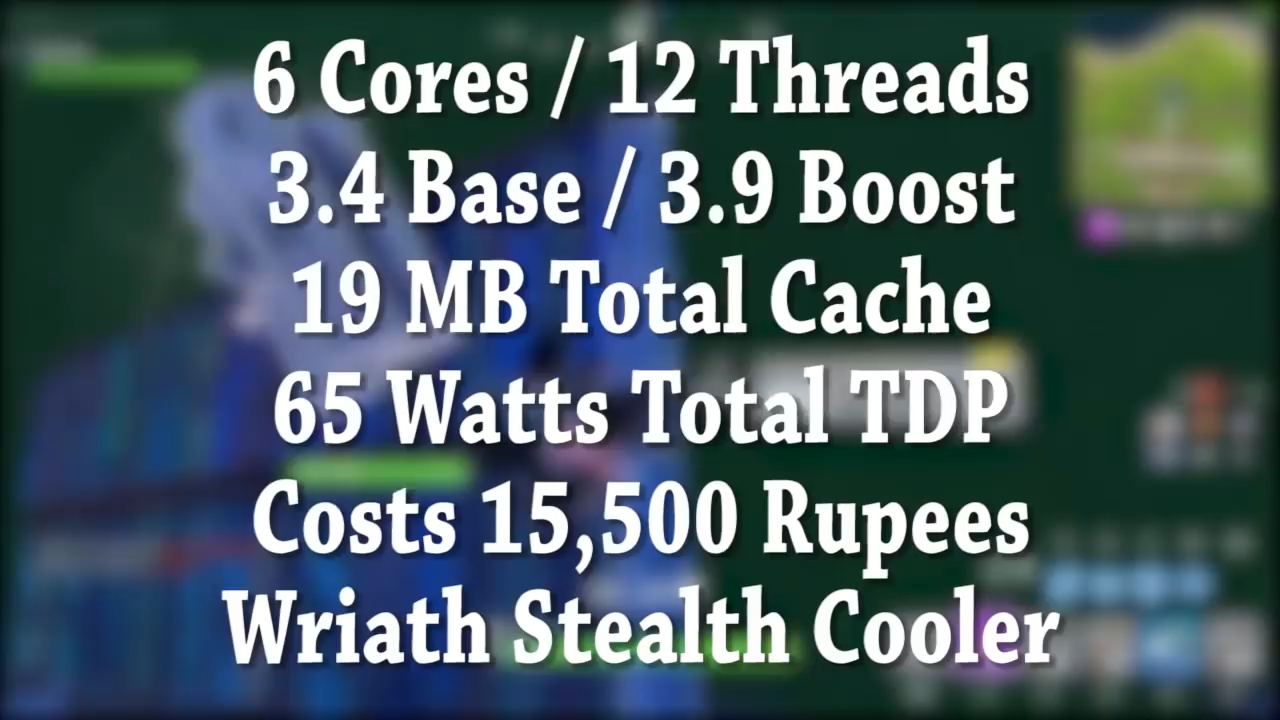 6 Cores / 12 Threads
3.4 Base / 3.9 Boost
19 MB Total Cache
65 Watts Total TDP
Costs 15,500 Rupees
Wriath Stealth Cooler